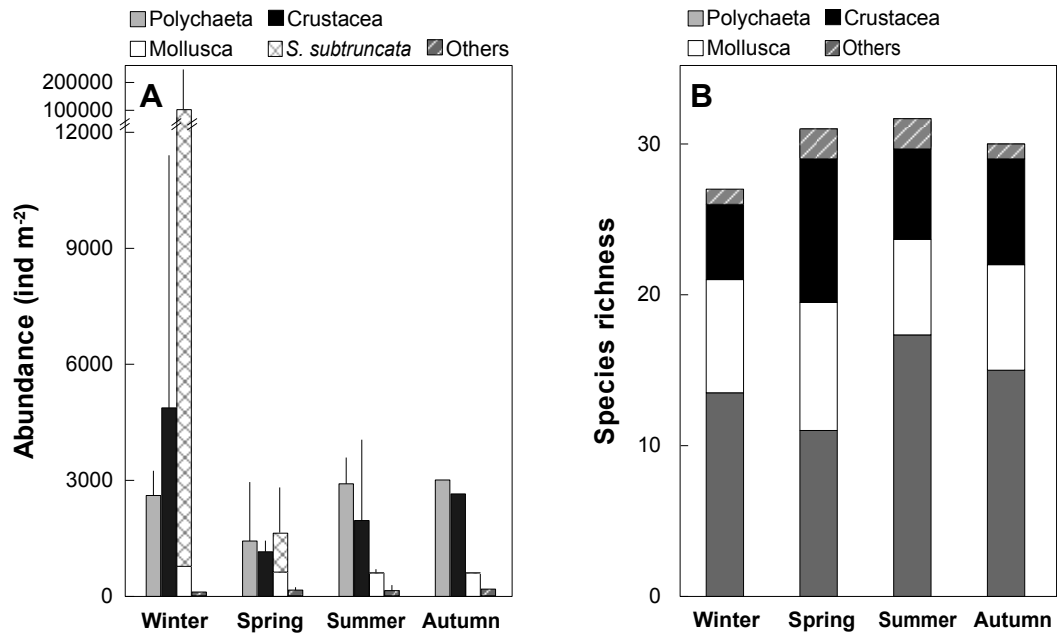 Polychaeta Crustacea
Mollusca S. subtruncata Others
A
200000
100000
12000
9000
6000
3000
0
Abundance (ind m⁻²)
Winter Spring Summer Autumn
Polychaeta Crustacea
Mollusca Others
B
30
20
10
0
Species richness
Winter Spring Summer Autumn